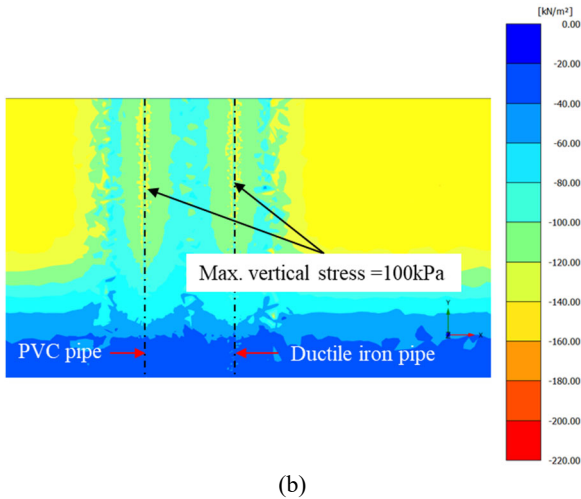 [kN/m²]
0.00
-20.00
-40.00
-60.00
-80.00
-100.00
-120.00
-140.00
-160.00
-180.00
-200.00
-220.00
Max. vertical stress =100kPa
Y
X
PVC pipe
Ductile iron pipe
(b)